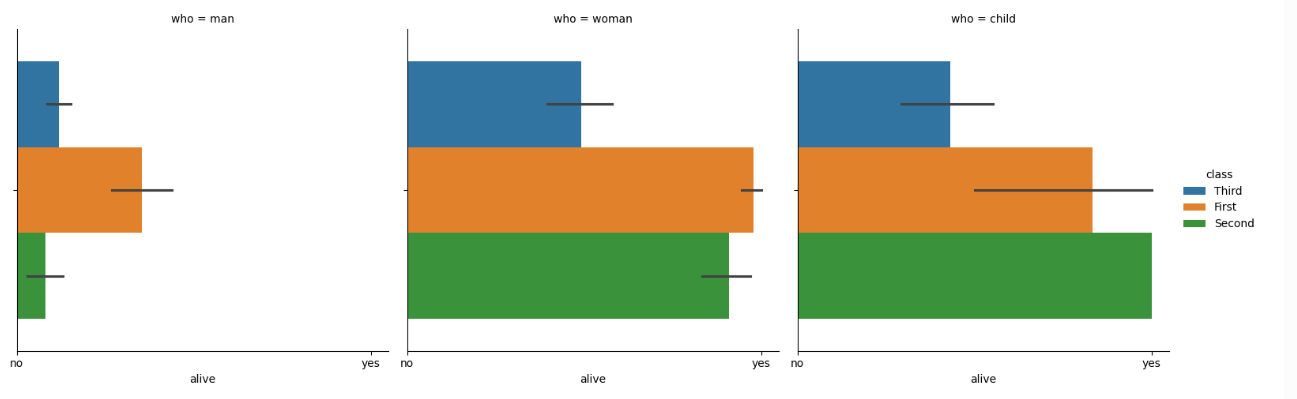 who = man
who = woman
who = child
no
yes
alive
no
yes
alive
no
yes
alive
class
Third
First
Second